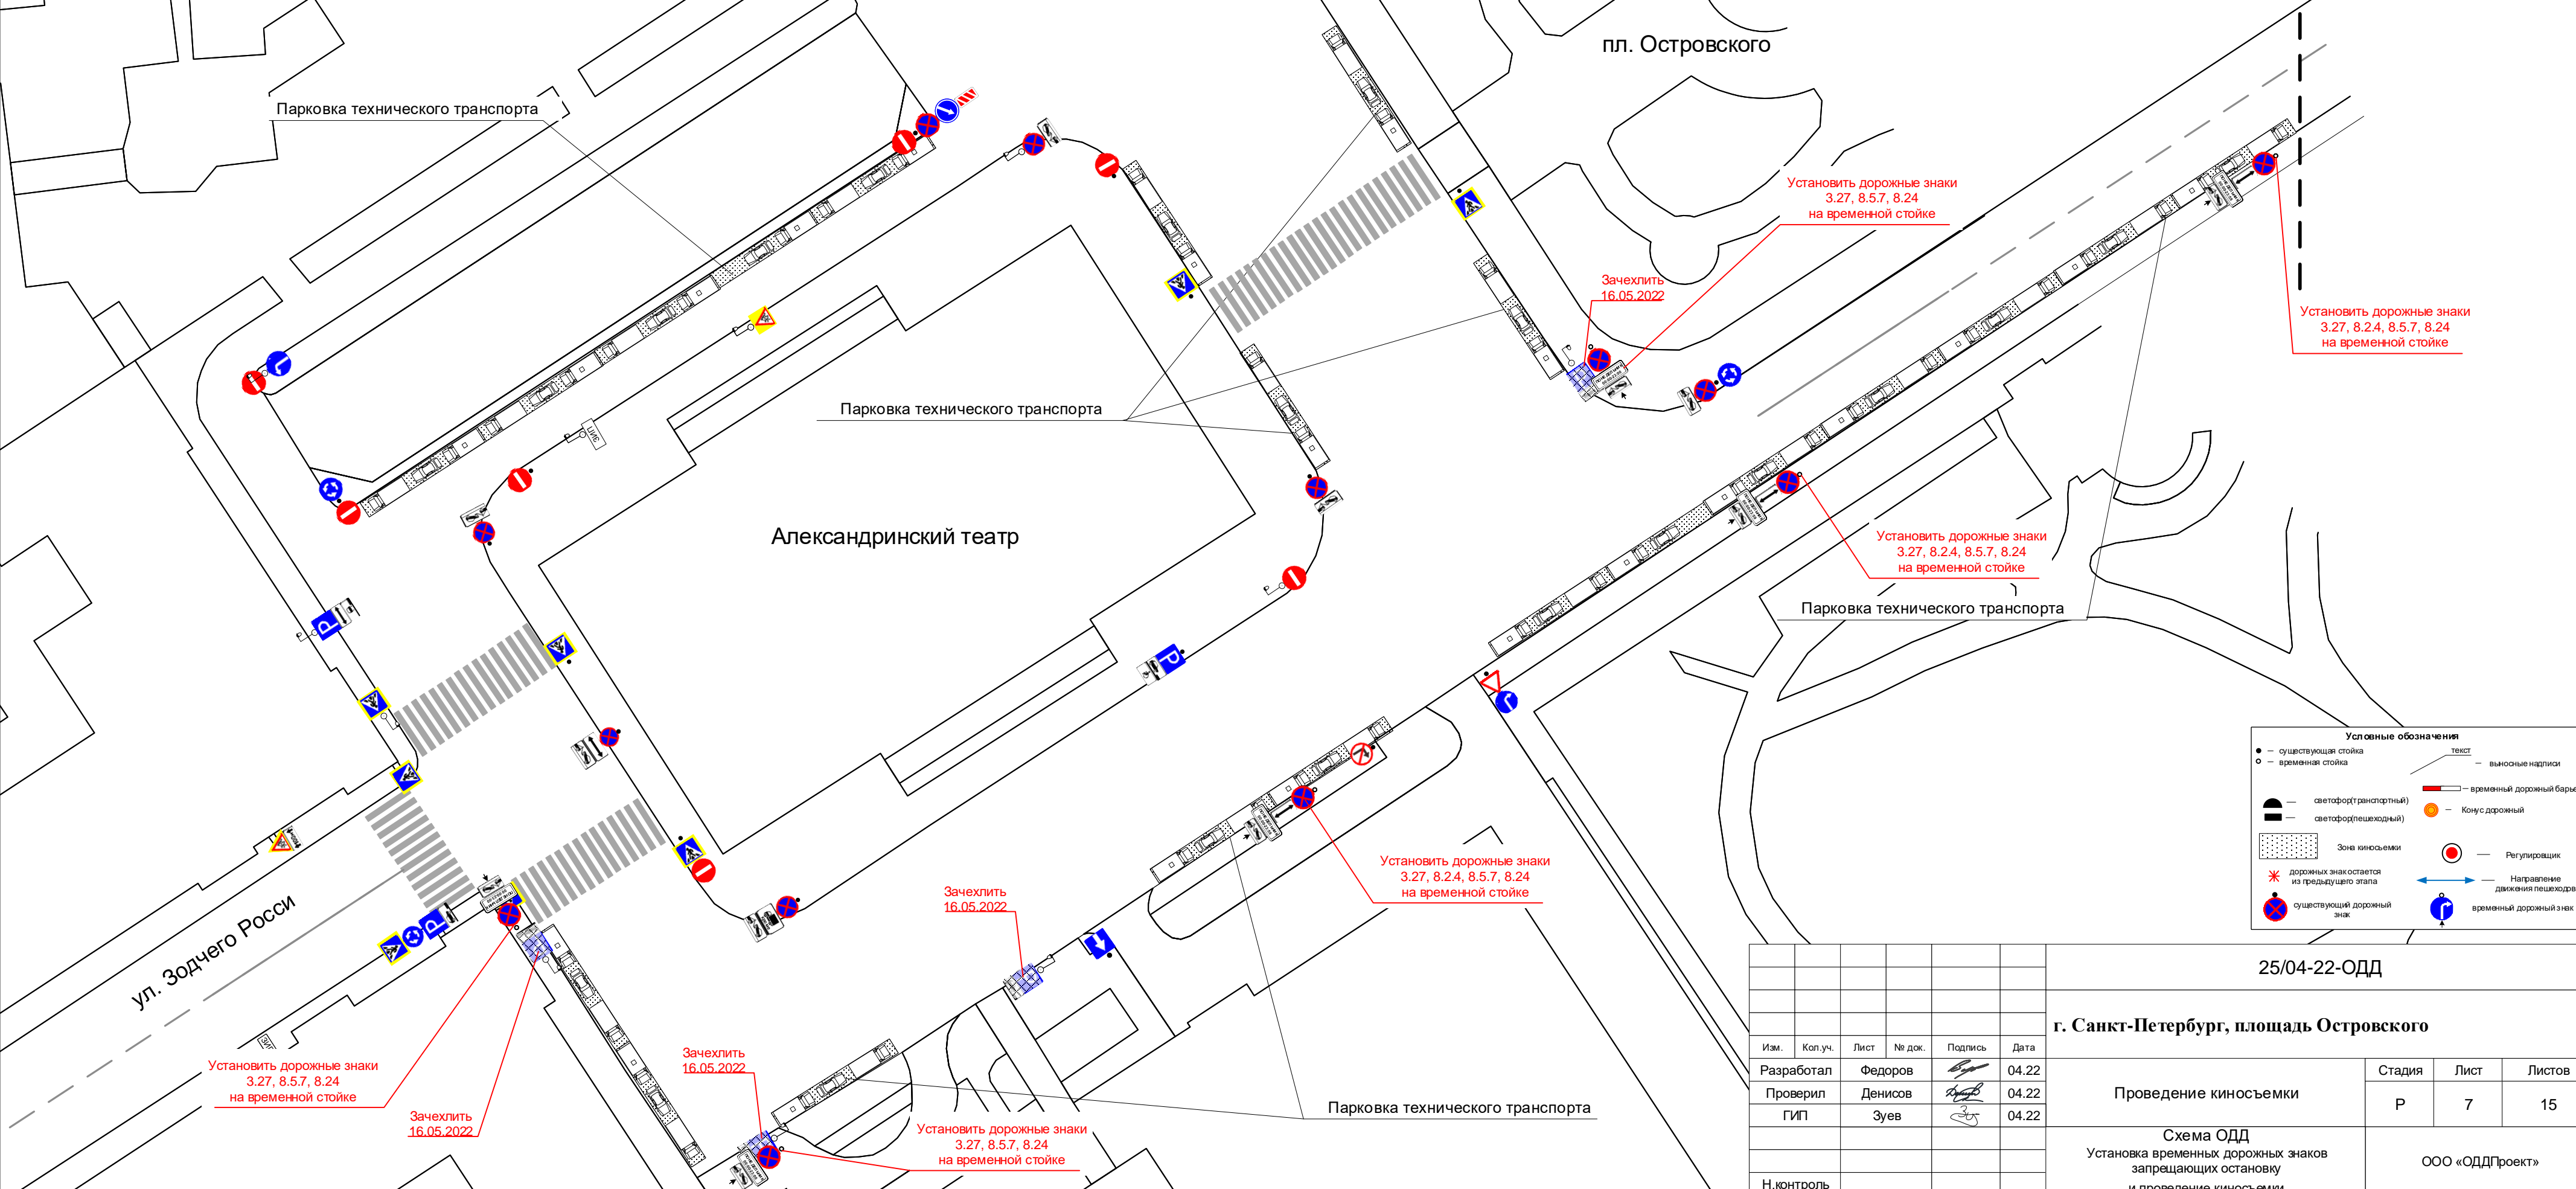 пл. Островского
Парковка технического транспорта
Установить дорожные знаки
3.27, 8.5.7, 8.24
на временной стойке
Зачехлить
16.05.2022
Установить дорожные знаки
3.27, 8.2.4, 8.5.7, 8.24
на временной стойке
Парковка технического транспорта
ЗИП
Александринский театр
Установить дорожные знаки
3.27, 8.2.4, 8.5.7, 8.24
на временной стойке
Парковка технического транспорта
P
P
Установить дорожные знаки
3.27, 8.2.4, 8.5.7, 8.24
на временной стойке
Зачехлить
16.05.2022
P
ул. Зодчего Росси
Установить дорожные знаки
3.27, 8.5.7, 8.24
на временной стойке
Зачехлить
16.05.2022
Зачехлить
16.05.2022
Установить дорожные знаки
3.27, 8.5.7, 8.24
на временной стойке
Парковка технического транспорта
Условные обозначения
существующая стойка
временная стойка
текст
выносные надписи
светофор(транспортный)
светофор(пешеходный)
временный дорожный барье
Конус дорожный
Зона киносьемки
Регулировщик
дорожных знак остается
из предыдущего этапа
Направление
движения пешеходов
существующий дорожный
знак
временный дорожный знак
25/04-22-ОДД
г. Санкт-Петербург, площадь Островского
Изм. Кол.уч. Лист № док. Подпись Дата
Разработал Федоров 04.22
Проверил Денисов 04.22
ГИП Зуев 04.22
Н.контроль
Проведение киносъемки
Стадия Лист Листов
Р 7 15
Схема ОДД
Установка временных дорожных знаков
запрещающих остановку
и проведение киносъемки
ООО «ОДДПроект»